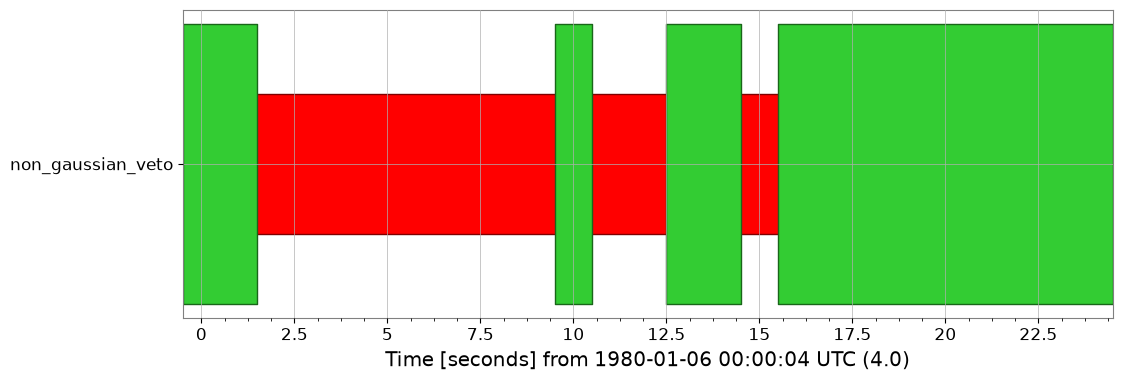 non_gaussian_veto
0 2.5 5 7.5 10 12.5 15 17.5 20 22.5
Time [seconds] from 1980-01-06 00:00:04 UTC (4.0)